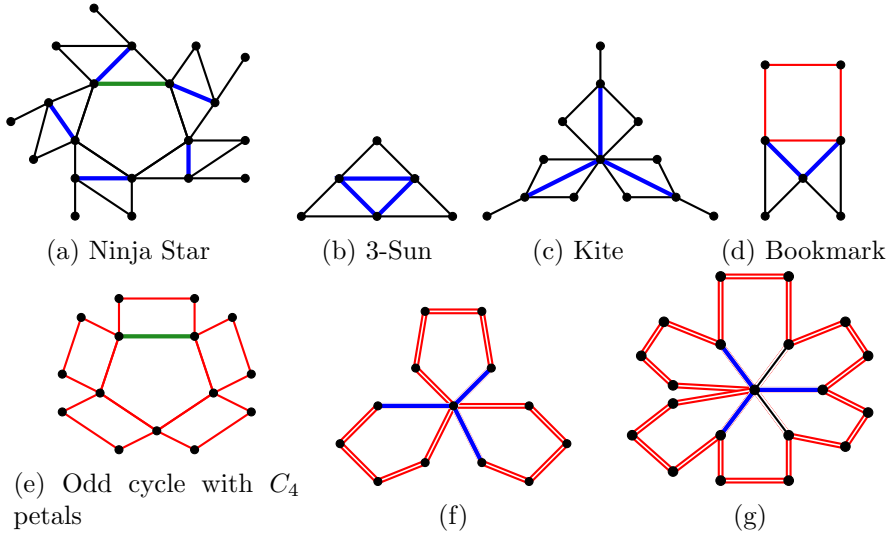 (a) Ninja Star
(b) 3-Sun
(c) Kite
(d) Bookmark
(e) Odd cycle with C₄
petals
(f)
(g)